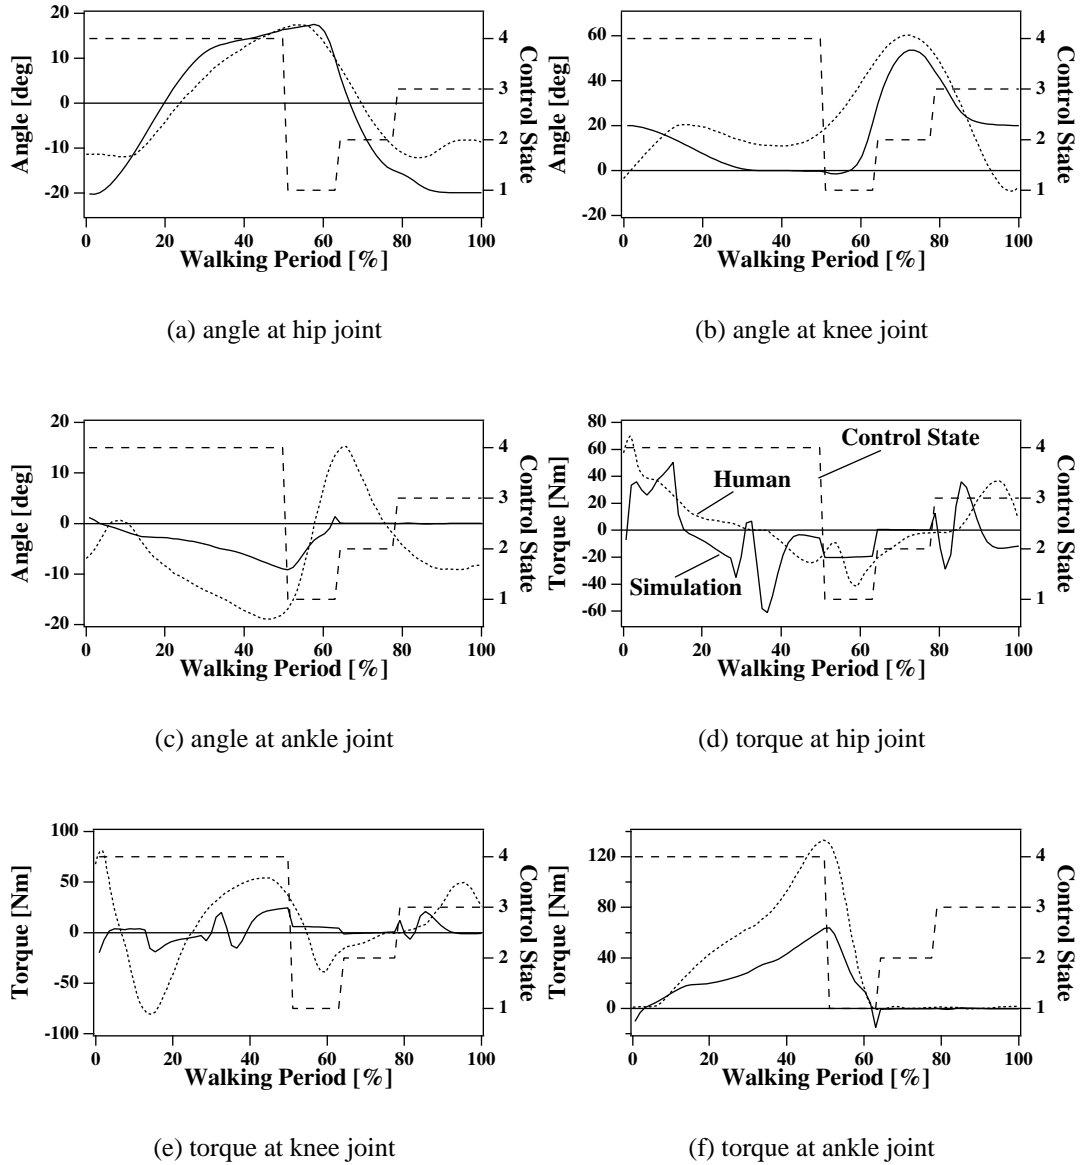 20
10
0
-10
-20
Angle [deg]
4
3
2
1
Control State
0 20 40 60 80 100
Walking Period [%]
(a) angle at hip joint
60
40
20
0
-20
Angle [deg]
4
3
2
1
Control State
0 20 40 60 80 100
Walking Period [%]
(b) angle at knee joint
20
10
0
-10
-20
Angle [deg]
4
3
2
1
Control State
0 20 40 60 80 100
Walking Period [%]
(c) angle at ankle joint
80
60
40
20
0
-20
-40
-60
Torque [Nm]
Control State
Human
Simulation
4
3
2
1
Control State
0 20 40 60 80 100
Walking Period [%]
(d) torque at hip joint
100
50
0
-50
-100
Torque [Nm]
4
3
2
1
Control State
0 20 40 60 80 100
Walking Period [%]
(e) torque at knee joint
120
80
40
0
Torque [Nm]
4
3
2
1
Control State
0 20 40 60 80 100
Walking Period [%]
(f) torque at ankle joint